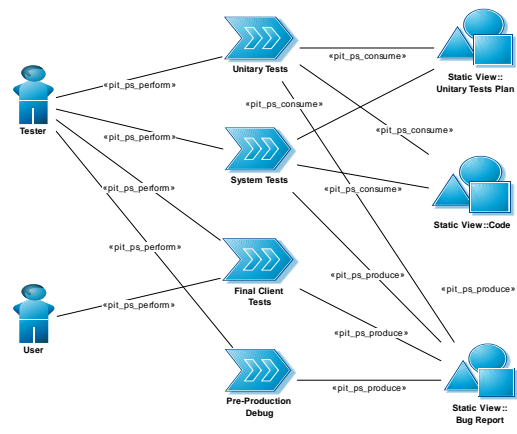 Unitary Tests
«pit_ps_consume»
Static View::
Unitary Tests Plan
«pit_ps_perform»
«pit_ps_consume»
Tester
«pit_ps_perform»
«pit_ps_consume»
System Tests
«pit_ps_perform»
«pit_ps_consume»
Static View::Code
«pit_ps_perform»
«pit_ps_produce»
«pit_ps_produce»
Final Client
Tests
«pit_ps_perform»
«pit_ps_produce»
User
«pit_ps_produce»
Pre-Production
Debug
Static View::
Bug Report